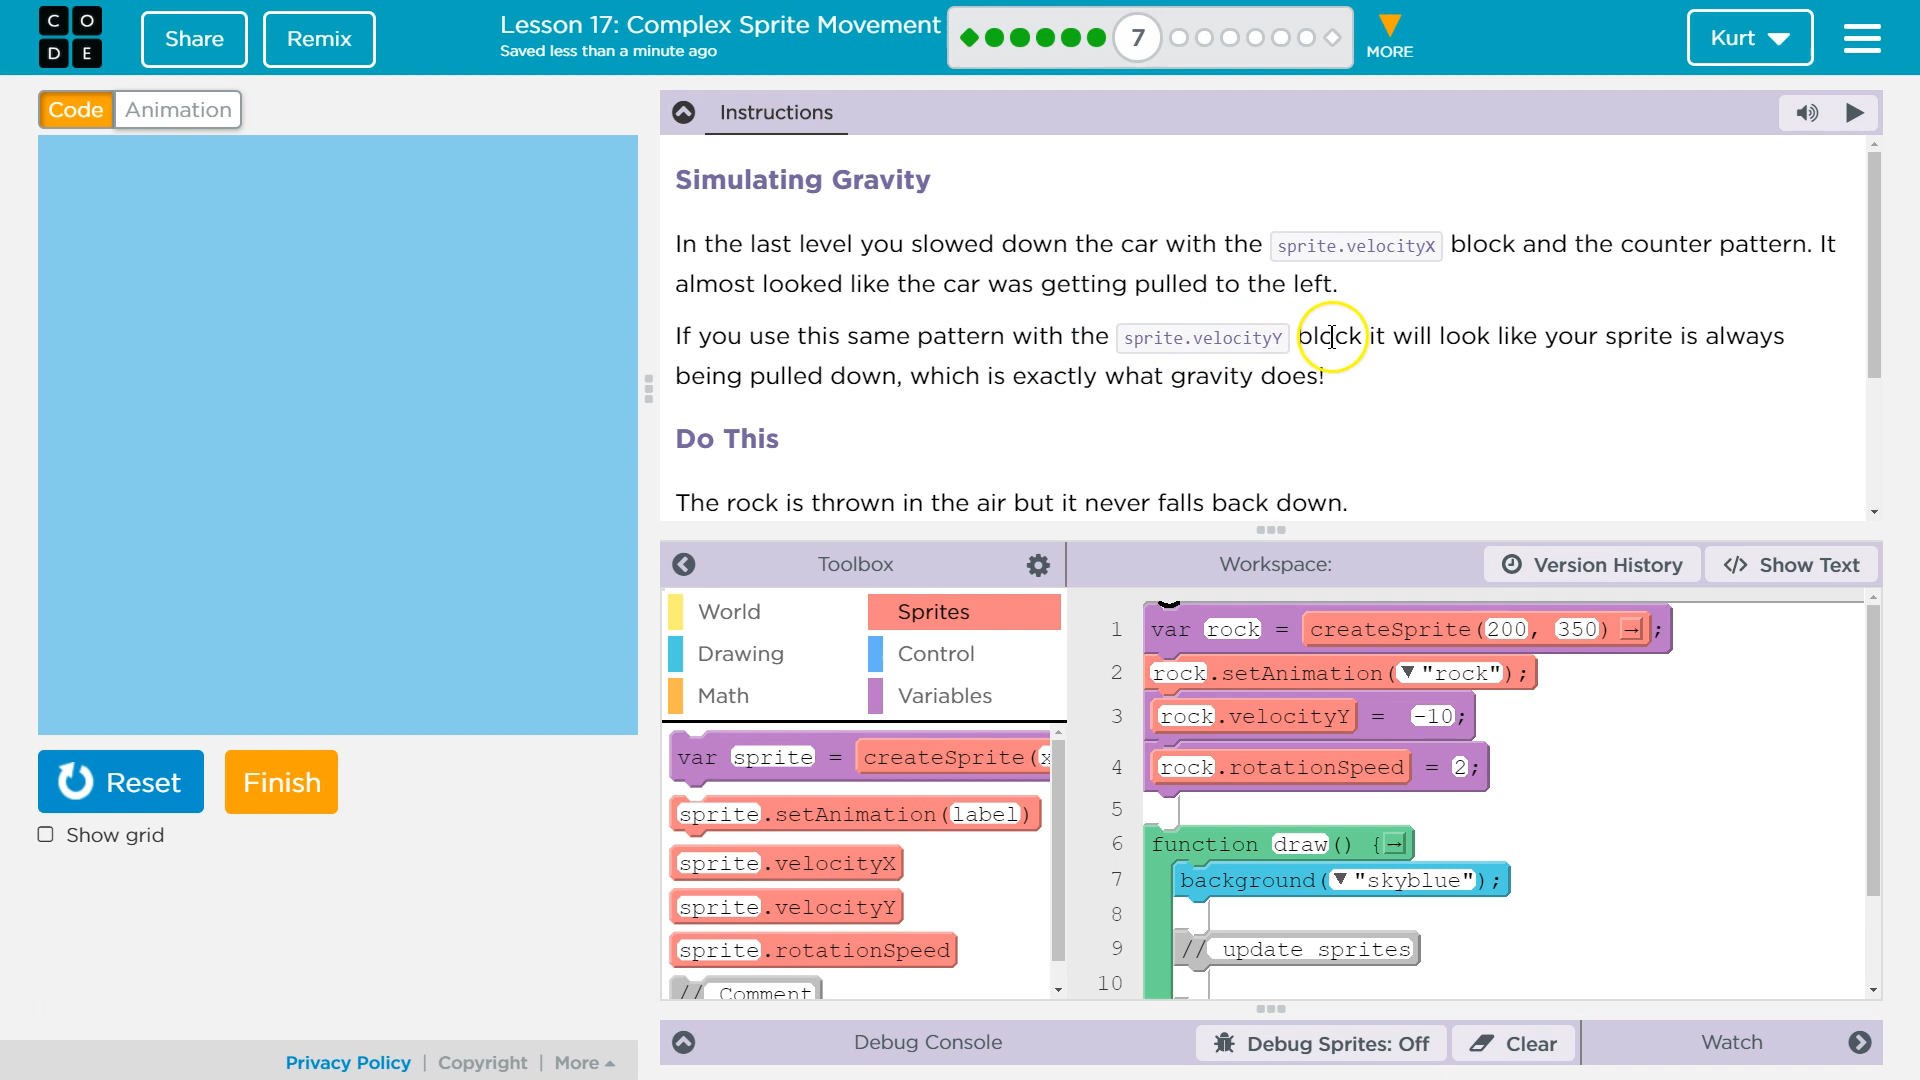 C O
D E
Share
Remix
Lesson 17: Complex Sprite Movement
Saved less than a minute ago
7
MORE
Kurt
Code
Animation
Instructions
Simulating Gravity
In the last level you slowed down the car with the sprite.velocityX block and the counter pattern. It
almost looked like the car was getting pulled to the left.
If you use this same pattern with the sprite.velocityY block it will look like your sprite is always
being pulled down, which is exactly what gravity does!
Do This
The rock is thrown in the air but it never falls back down.
Toolbox
Workspace:
Version History
</> Show Text
World
Sprites
Drawing
Control
Math
Variables
var sprite = createSprite(x
sprite.setAnimation(label)
sprite.velocityX
sprite.velocityY
sprite.rotationSpeed
// Comment
1 var rock = createSprite(200, 350) → ;
2 rock.setAnimation(▼ "rock");
3 rock.velocityY = -10;
4 rock.rotationSpeed = 2;
5
6 function draw() {→
7 background(▼ "skyblue");
8
9 // update sprites
10
Reset
Finish
Show grid
Debug Console
Debug Sprites: Off
Clear
Watch
Privacy Policy | Copyright | More